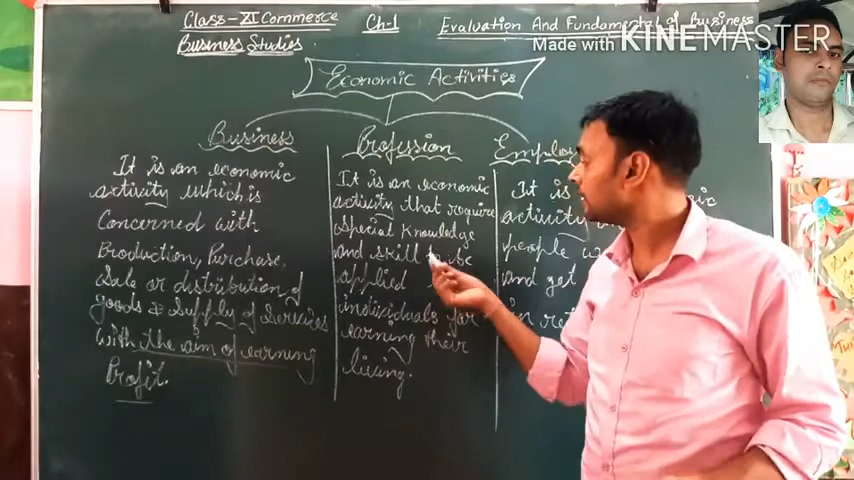 Class - XI Commerce
Business Studies
Ch-1
Evaluation And Fundamental of Business
Made with KINEMASTER
Economic Activities
Business
It is an economic
activity which is
Concerned with
Production, Purchase,
Sale or distribution of
goods & Supply of Services
with the aim of earning
Profit.
Profession
It is an economic
activity that require
Special Knowledge
and skill to be
applied
individuals for
earning their
living.
It is
activity
people
and get
in